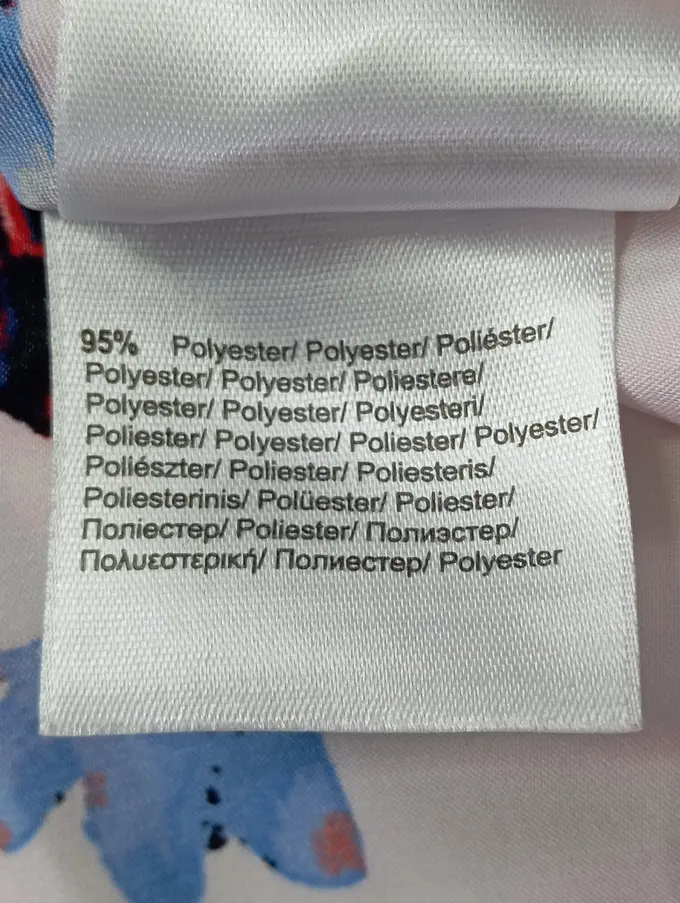 95% Polyester/ Polyester/ Poliéster/
Polyester/ Polyester/ Poliestere/
Polyester/ Polyester/ Polyesteri/
Poliester/ Polyester/ Poliester/ Polyester/
Poliészter/ Poliester/ Poliesteris/
Poliesterinis/ Polüester/ Poliester/
Поліестер/ Poliester/ Полиэстер/
Πολυεστερική/ Полиестер/ Polyester